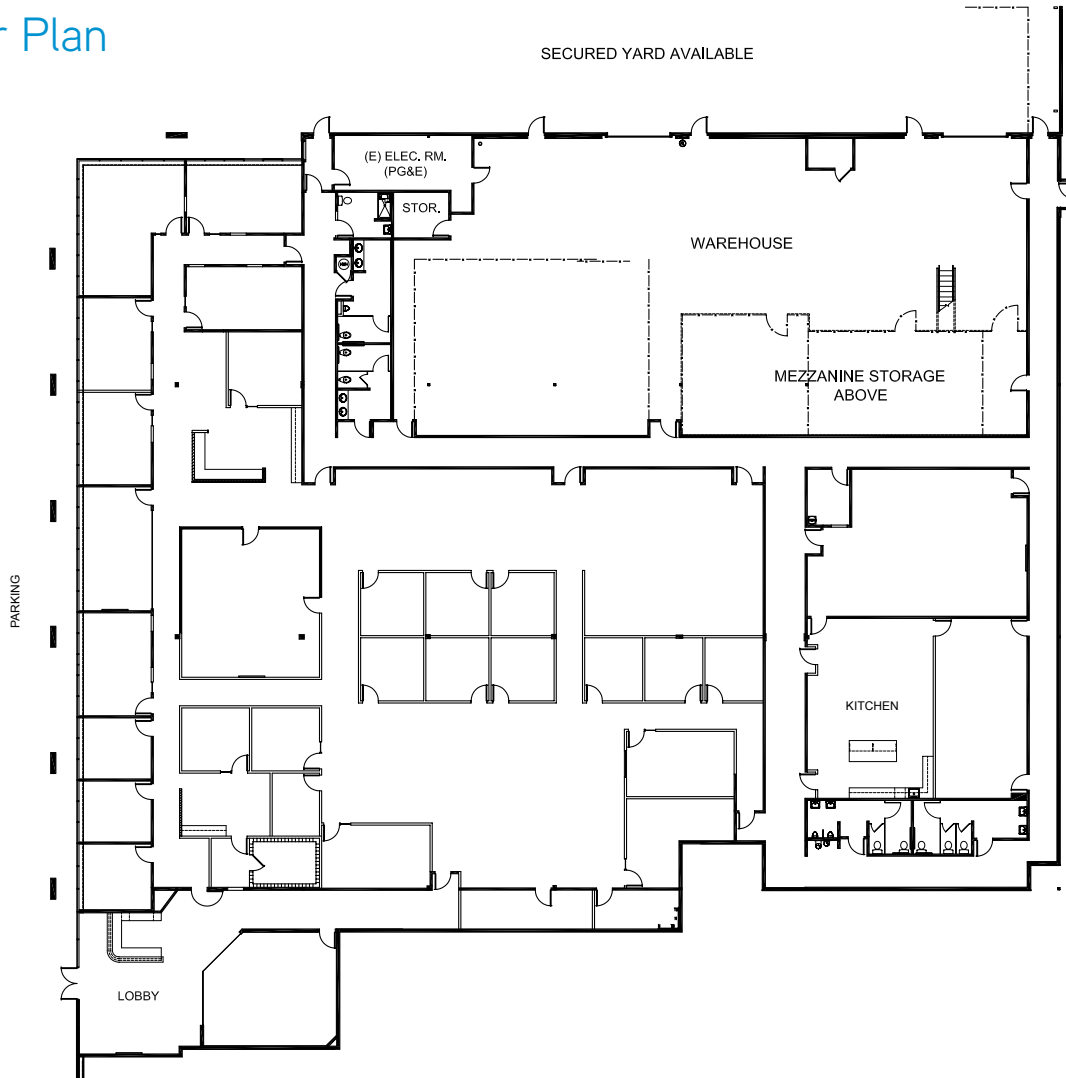 r Plan
SECURED YARD AVAILABLE
(E) ELEC. RM.
(PG&E)
STOR.
WAREHOUSE
MEZZANINE STORAGE
ABOVE
PARKING
KITCHEN
LOBBY